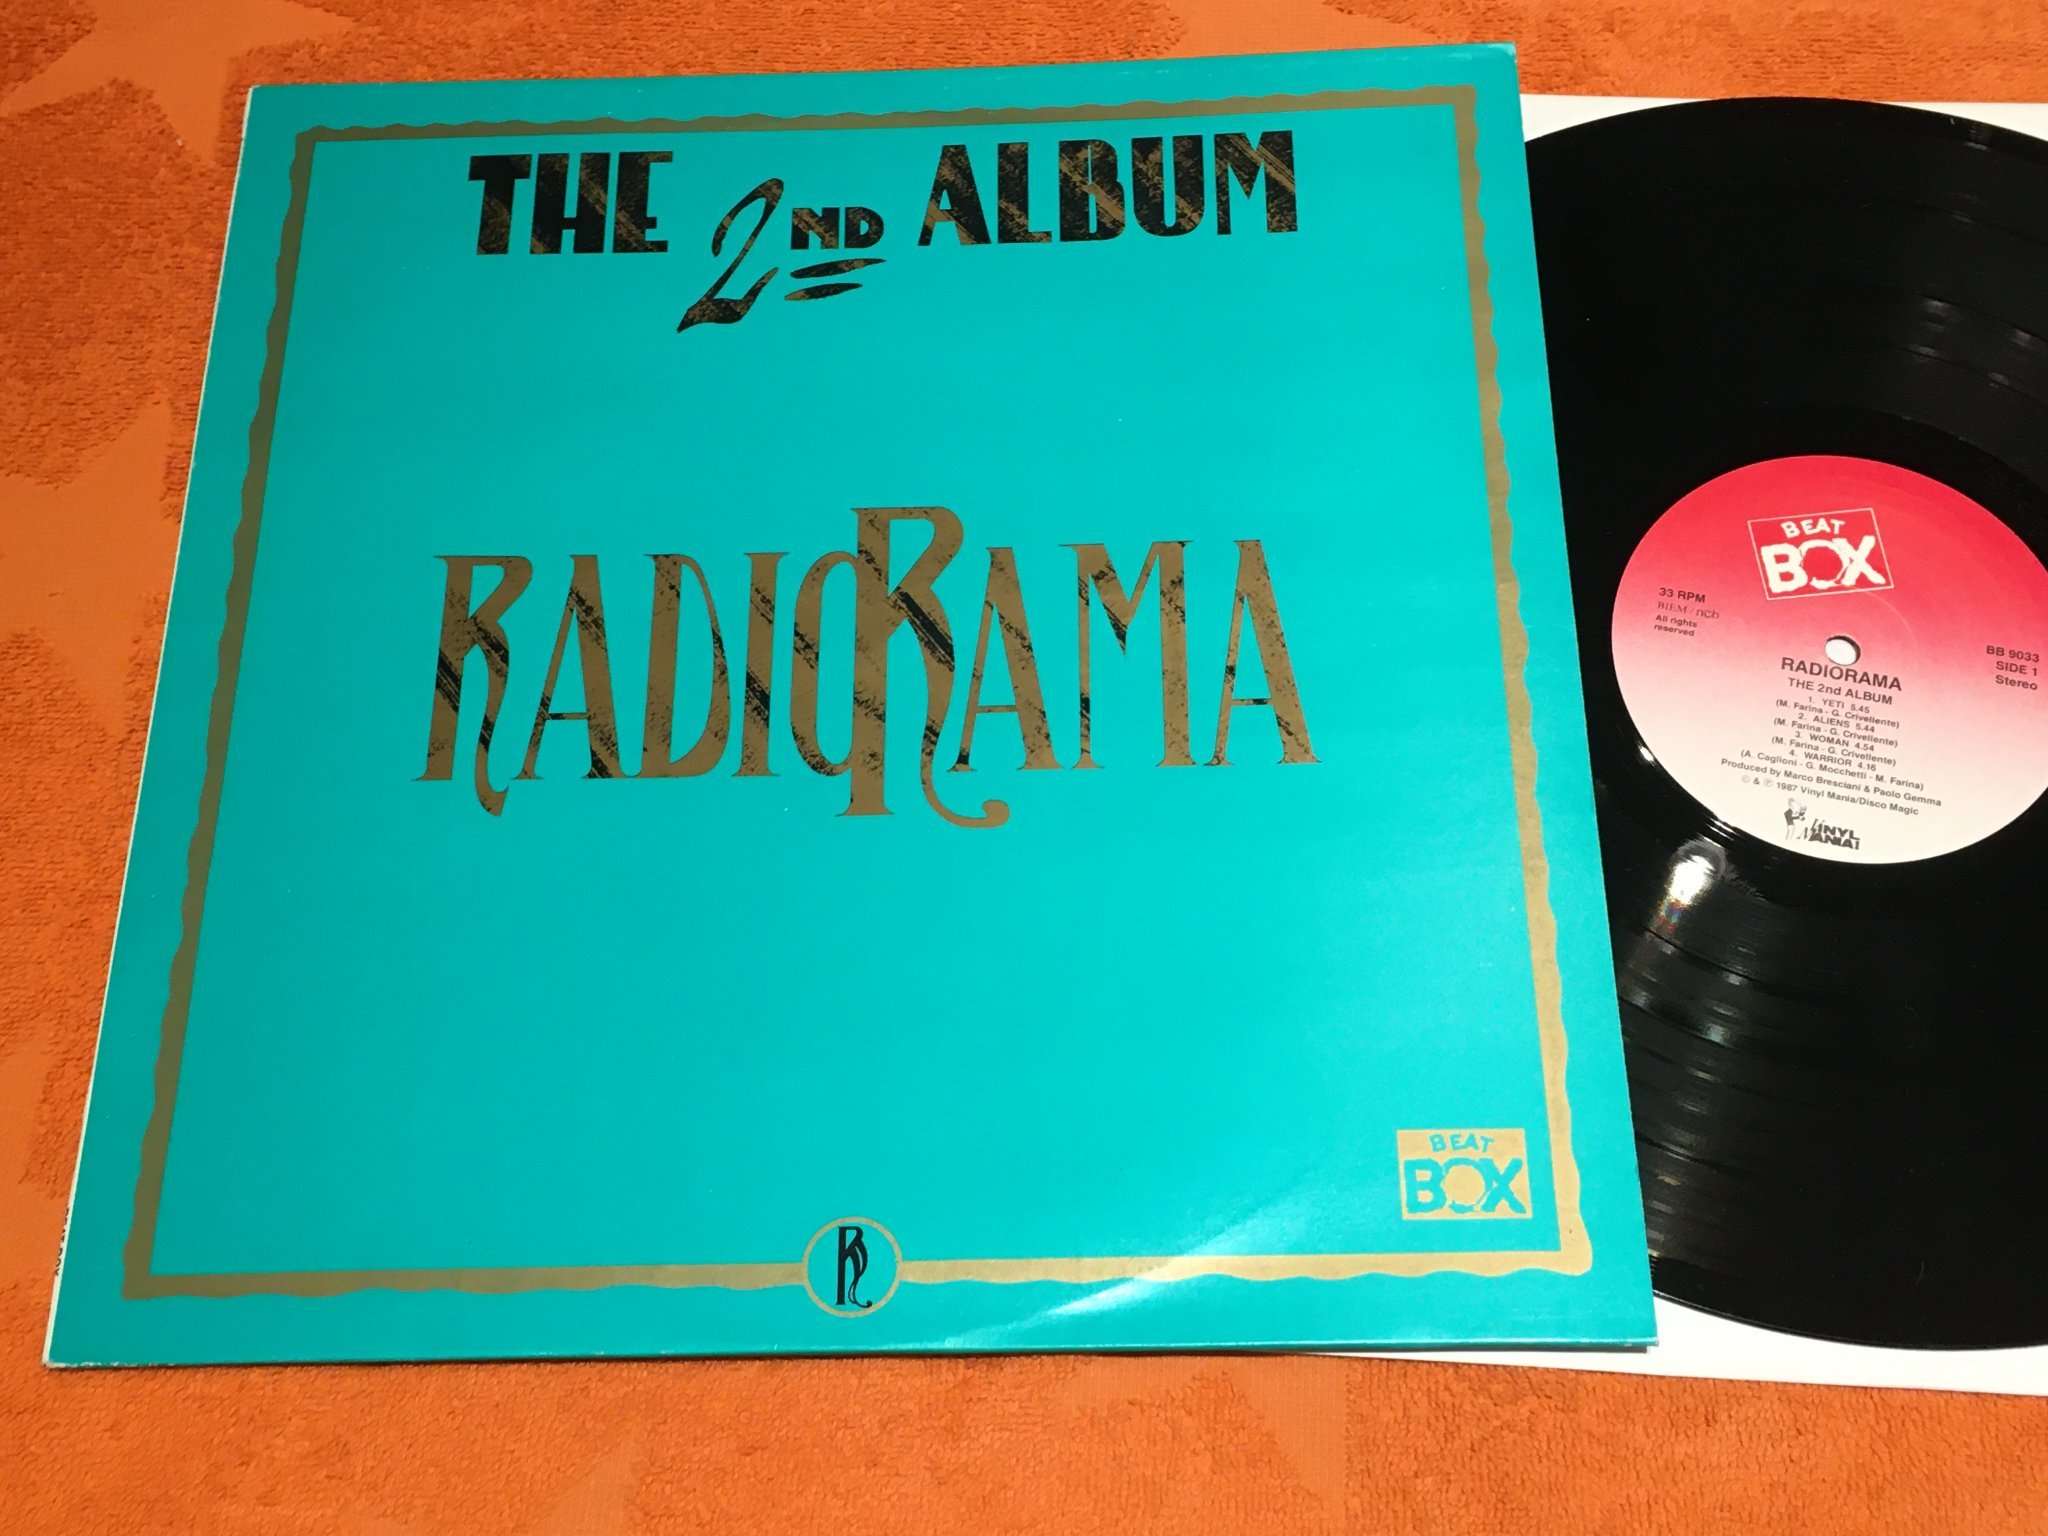 THE 2ND ALBUM
RADIORAMA
BEAT
BOX
R
BEAT
BOX
33 RPM
BIEM/ncb
All rights
reserved
BB 9033
SIDE 1
Stereo
RADIORAMA
THE 2nd ALBUM
1. YETI 5.45
(M. Farina - G. Crivellente)
2. ALIENS 5.44
(M. Farina - G. Crivellente)
3. WOMAN 4.54
(M. Farina - G. Crivellente)
4. WARRIOR 4.16
(A. Caglioni - G. Mocchetti - M. Farina)
Produced by Marco Bresciani & Paolo Gemma
© & ℗ 1987 Vinyl Mania/Disco Magic
VINYL
MANIA!